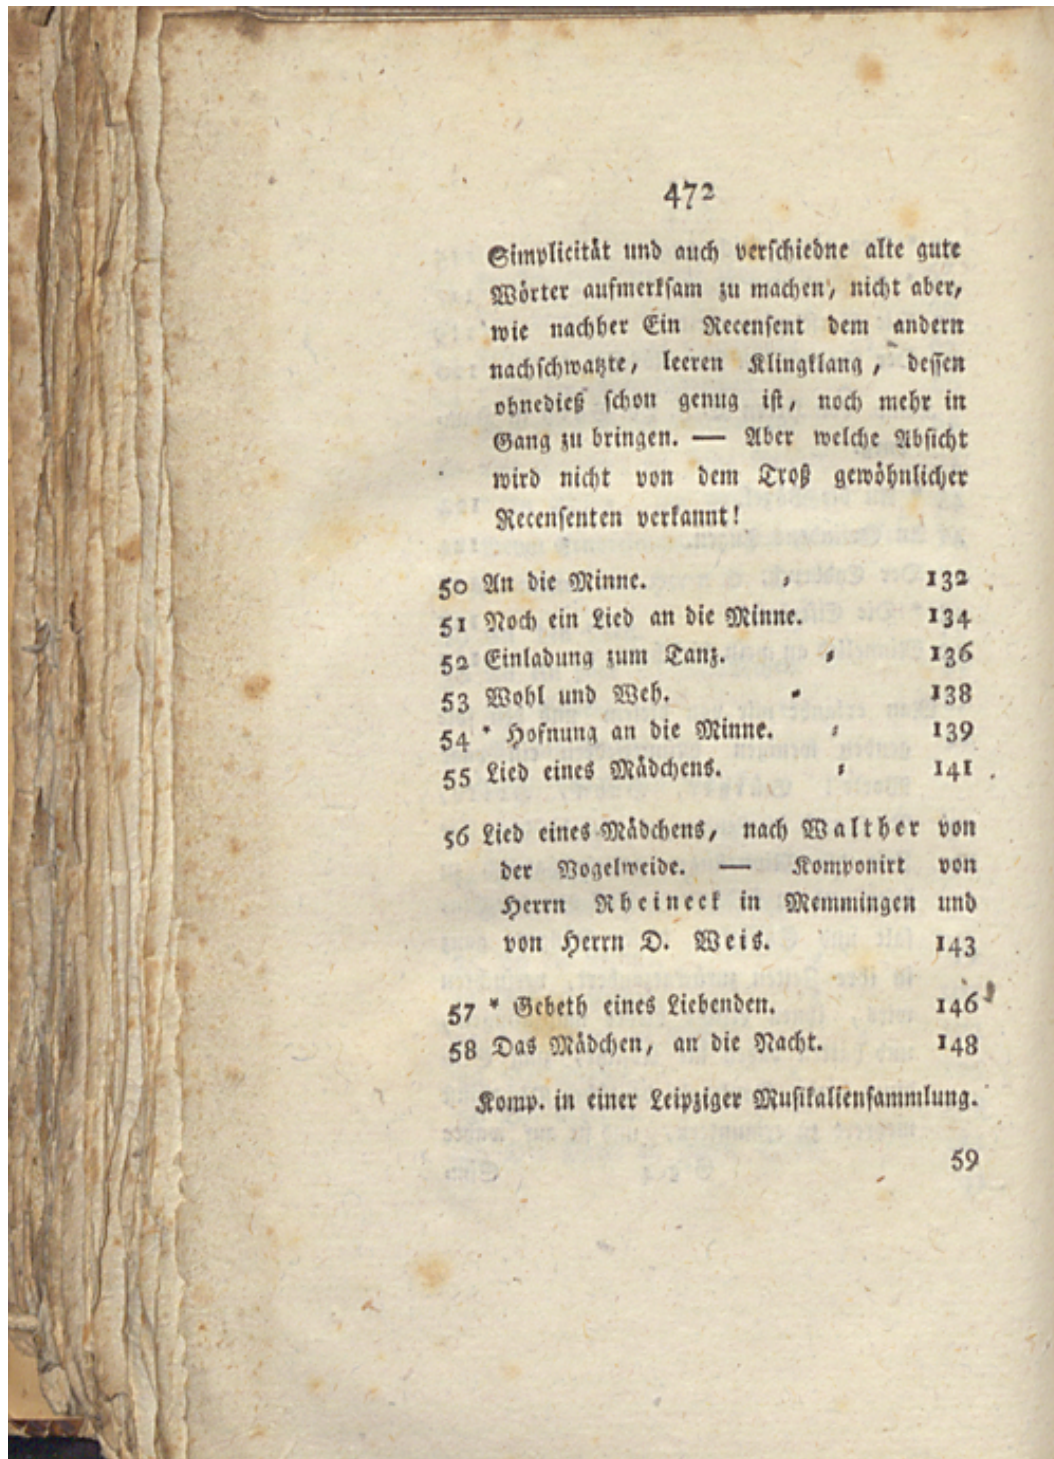 472
Simplicität und auch verschiedne alte gute
Wörter aufmerksam zu machen, nicht aber,
wie nachher Ein Recensent dem andern
nachschwatzte, leeren Klingklang, dessen
ohnedieß schon genug ist, noch mehr in
Gang zu bringen. — Aber welche Absicht
wird nicht von dem Troß gewöhnlicher
Recensenten verkannt!
50 An die Minne. 132
51 Noch ein Lied an die Minne. 134
52 Einladung zum Tanz. 136
53 Wohl und Weh. 138
54 * Hofnung an die Minne. 139
55 Lied eines Mädchens. 141
56 Lied eines Mädchens, nach Walther von
der Vogelweide. — Komponirt von
Herrn Rheineck in Memmingen und
von Herrn D. Weis. 143
57 * Gebeth eines Liebenden. 146
58 Das Mädchen, an die Nacht. 148
Komp. in einer Leipziger Musikaliensammlung.
59